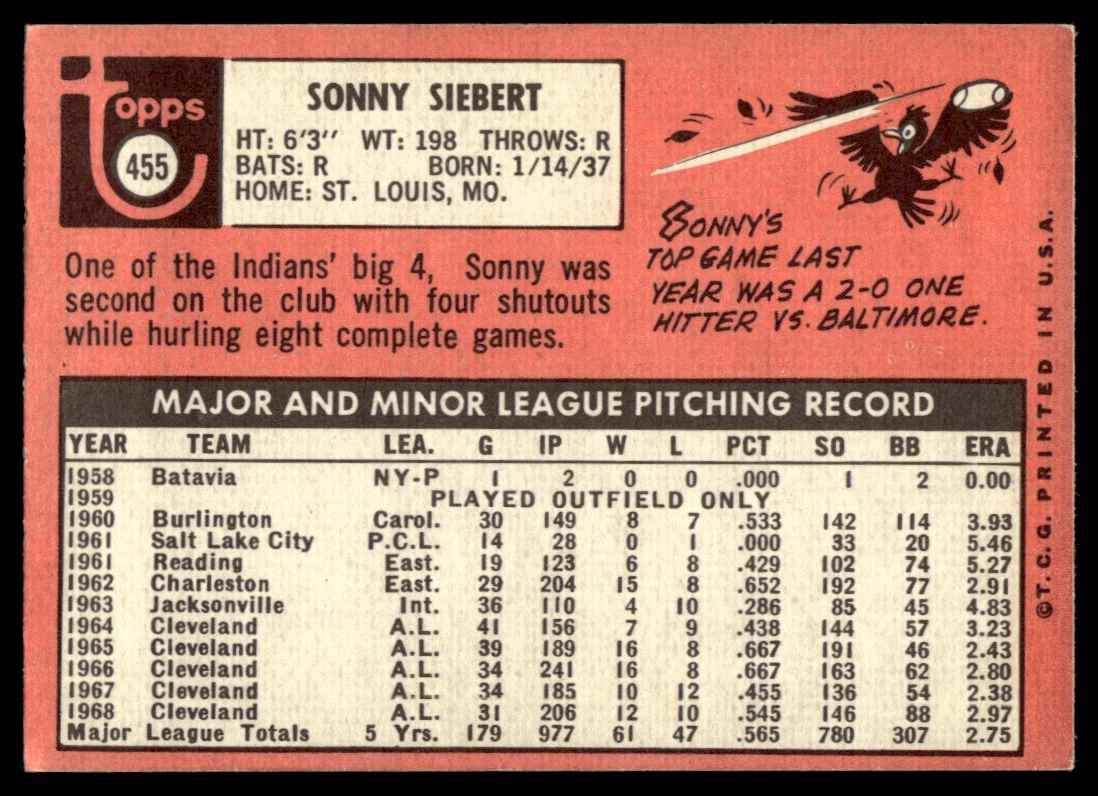 Topps
455
SONNY SIEBERT
HT: 6'3" WT: 198 THROWS: R
BATS: R BORN: 1/14/37
HOME: ST. LOUIS, MO.
One of the Indians' big 4, Sonny was
second on the club with four shutouts
while hurling eight complete games.
SONNY'S
TOP GAME LAST
YEAR WAS A 2-0 ONE
HITTER VS. BALTIMORE.
MAJOR AND MINOR LEAGUE PITCHING RECORD
YEAR TEAM LEA. G IP W L PCT SO BB ERA
1958 Batavia NY-P 1 2 0 0 .000 1 2 0.00
1959 PLAYED OUTFIELD ONLY
1960 Burlington Carol. 30 149 8 7 .533 142 114 3.93
1961 Salt Lake City P.C.L. 14 28 0 1 .000 33 20 5.46
1961 Reading East. 19 123 6 8 .429 102 74 5.27
1962 Charleston East. 29 204 15 8 .652 192 77 2.91
1963 Jacksonville Int. 36 110 4 10 .286 85 45 4.83
1964 Cleveland A.L. 41 156 7 9 .438 144 57 3.23
1965 Cleveland A.L. 39 189 16 8 .667 191 46 2.43
1966 Cleveland A.L. 34 241 16 8 .667 163 62 2.80
1967 Cleveland A.L. 34 185 10 12 .455 136 54 2.38
1968 Cleveland A.L. 31 206 12 10 .545 146 88 2.97
Major League Totals 5 Yrs. 179 977 61 47 .565 780 307 2.75
©T.C.G. PRINTED IN U.S.A.